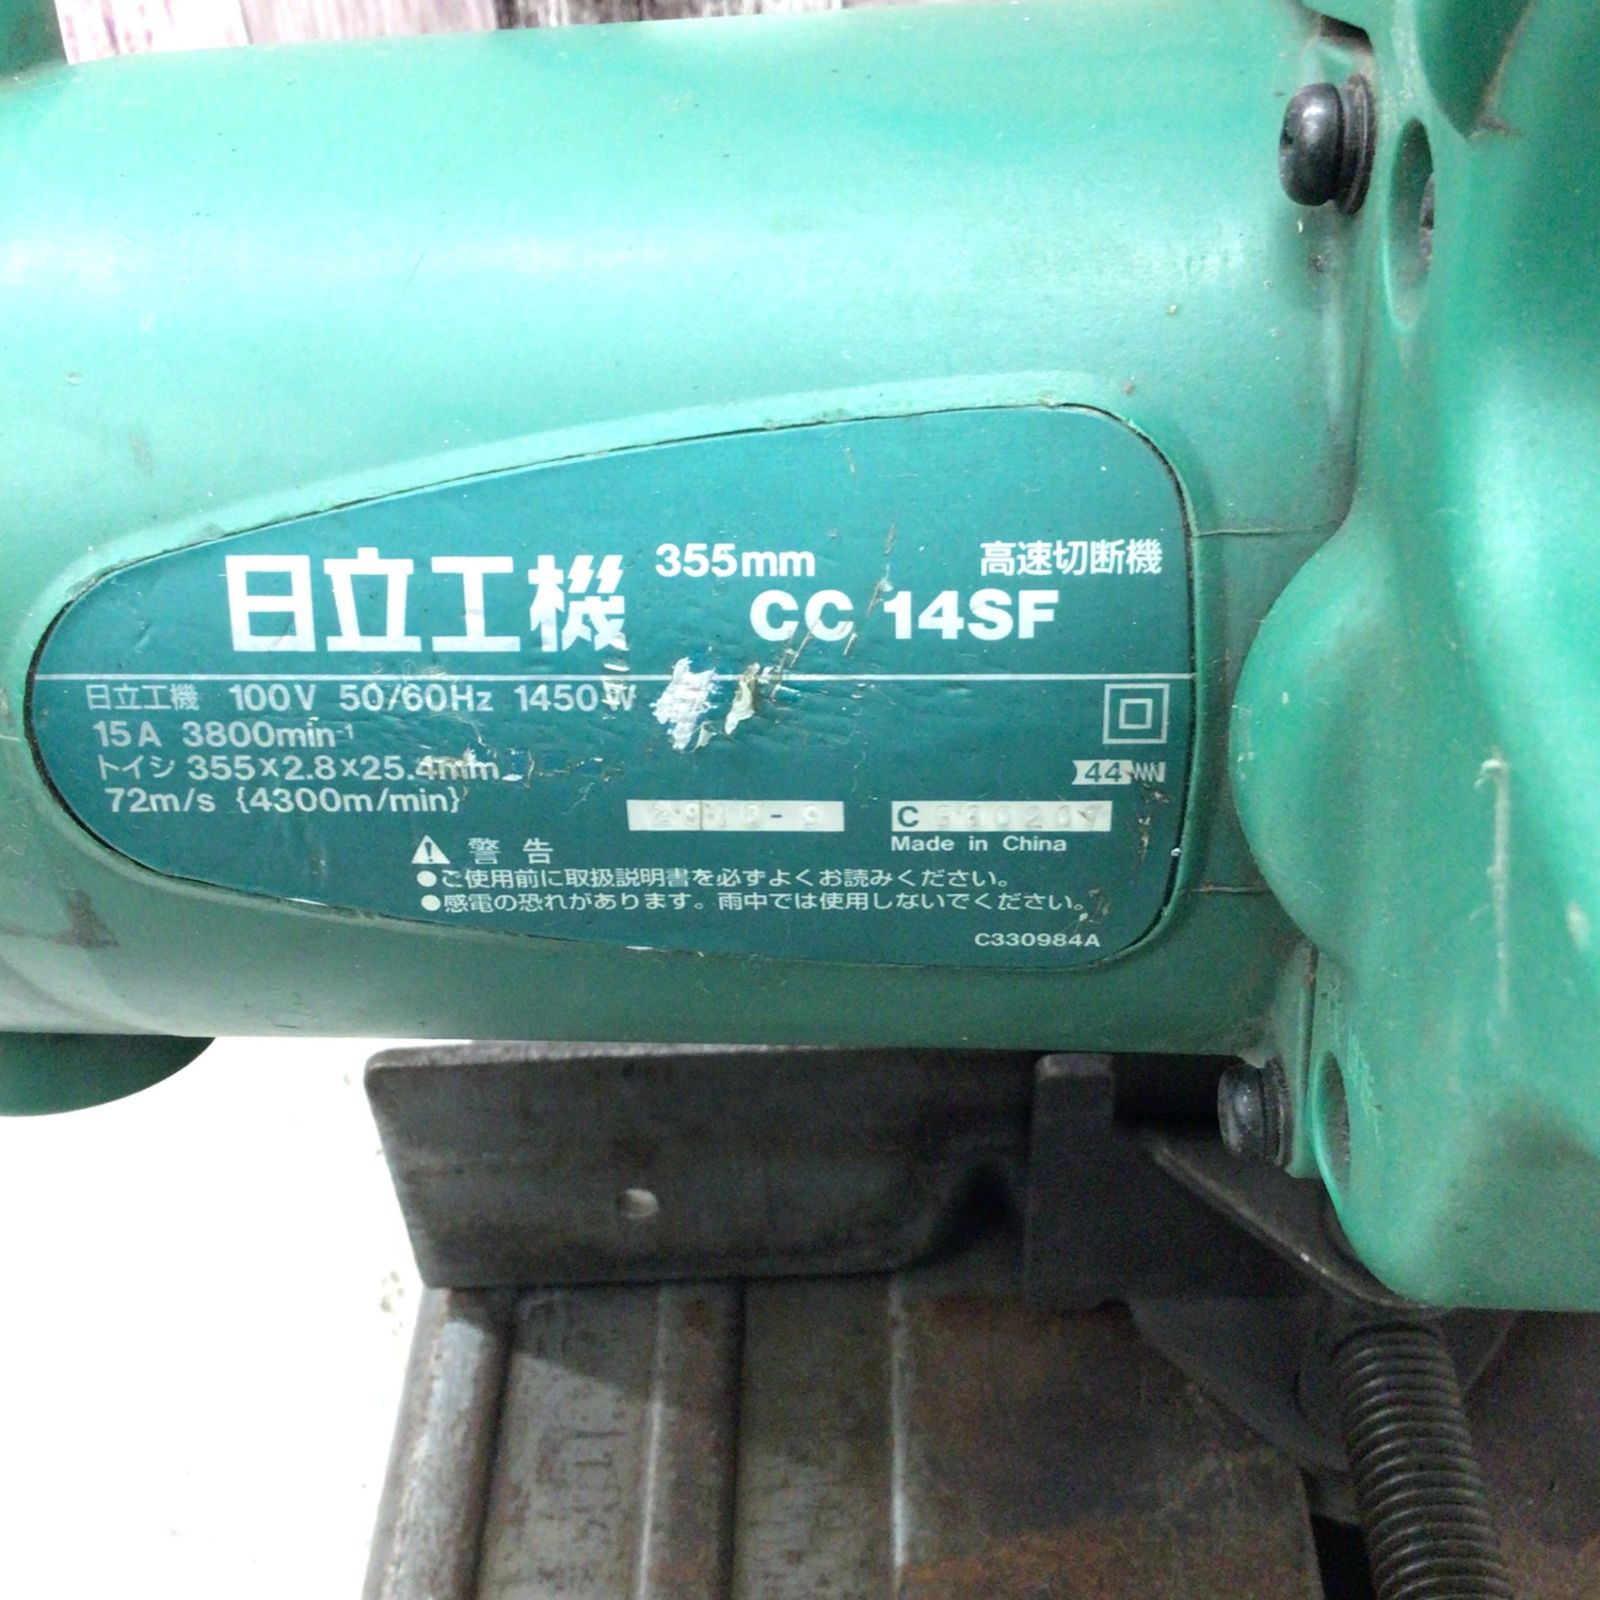 日立工機 355mm 高速切断機
CC 14SF
日立工機 100V 50/60Hz 1450W
15A 3800min-1
トイシ 355×2.8×25.4mm
72m/s {4300m/min}
44
C
Made in China
警告
●ご使用前に取扱説明書を必ずよくお読みください。
●感電の恐れがあります。雨中では使用しないでください。
C330984A